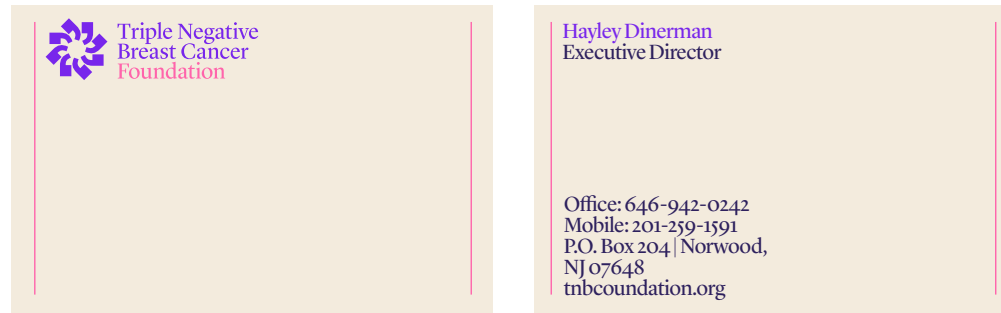 Triple Negative
Breast Cancer
Foundation
Hayley Dinerman
Executive Director
Office: 646-942-0242
Mobile: 201-259-1591
P.O. Box 204 | Norwood,
NJ 07648
tnbcoundation.org